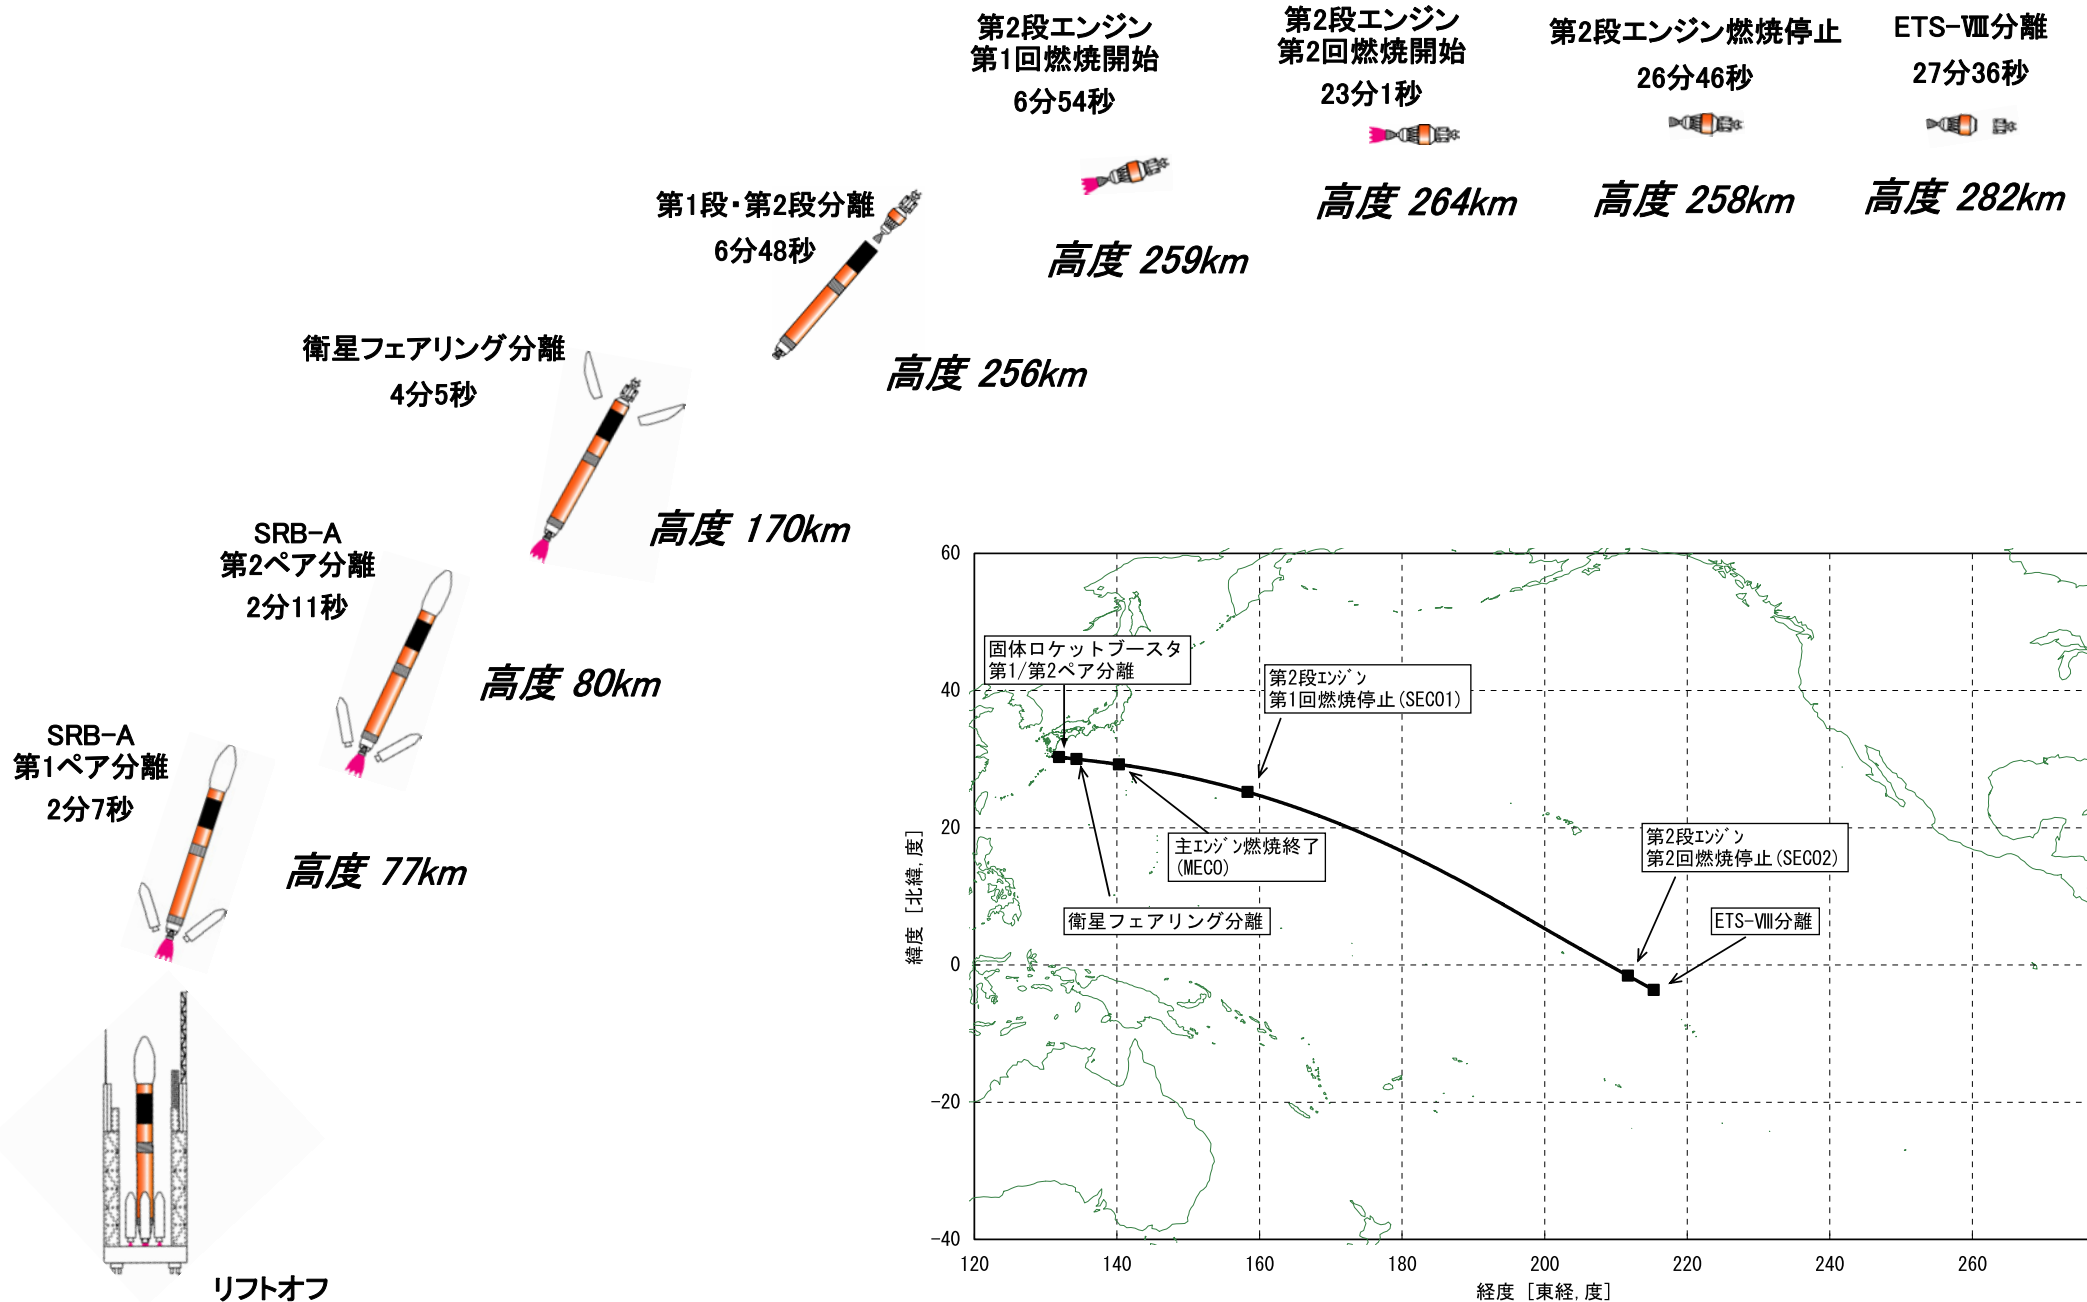 第2段エンジン
第1回燃焼開始
6分54秒
高度 259km
第2段エンジン
第2回燃焼開始
23分1秒
高度 264km
第2段エンジン燃焼停止
26分46秒
高度 258km
ETS-Ⅷ分離
27分36秒
高度 282km
第1段・第2段分離
6分48秒
高度 256km
衛星フェアリング分離
4分5秒
高度 170km
SRB-A
第2ペア分離
2分11秒
高度 80km
SRB-A
第1ペア分離
2分7秒
高度 77km
リフトオフ
60
40
20
0
-20
-40
緯度 [北緯,度]
固体ロケットブースタ
第1/第2ペア分離
第2段ｴﾝｼﾞﾝ
第1回燃焼停止(SECO1)
主ｴﾝｼﾞﾝ燃焼終了
(MECO)
衛星フェアリング分離
第2段ｴﾝｼﾞﾝ
第2回燃焼停止(SECO2)
ETS-Ⅷ分離
120 140 160 180 200 220 240 260
経度 [東経,度]